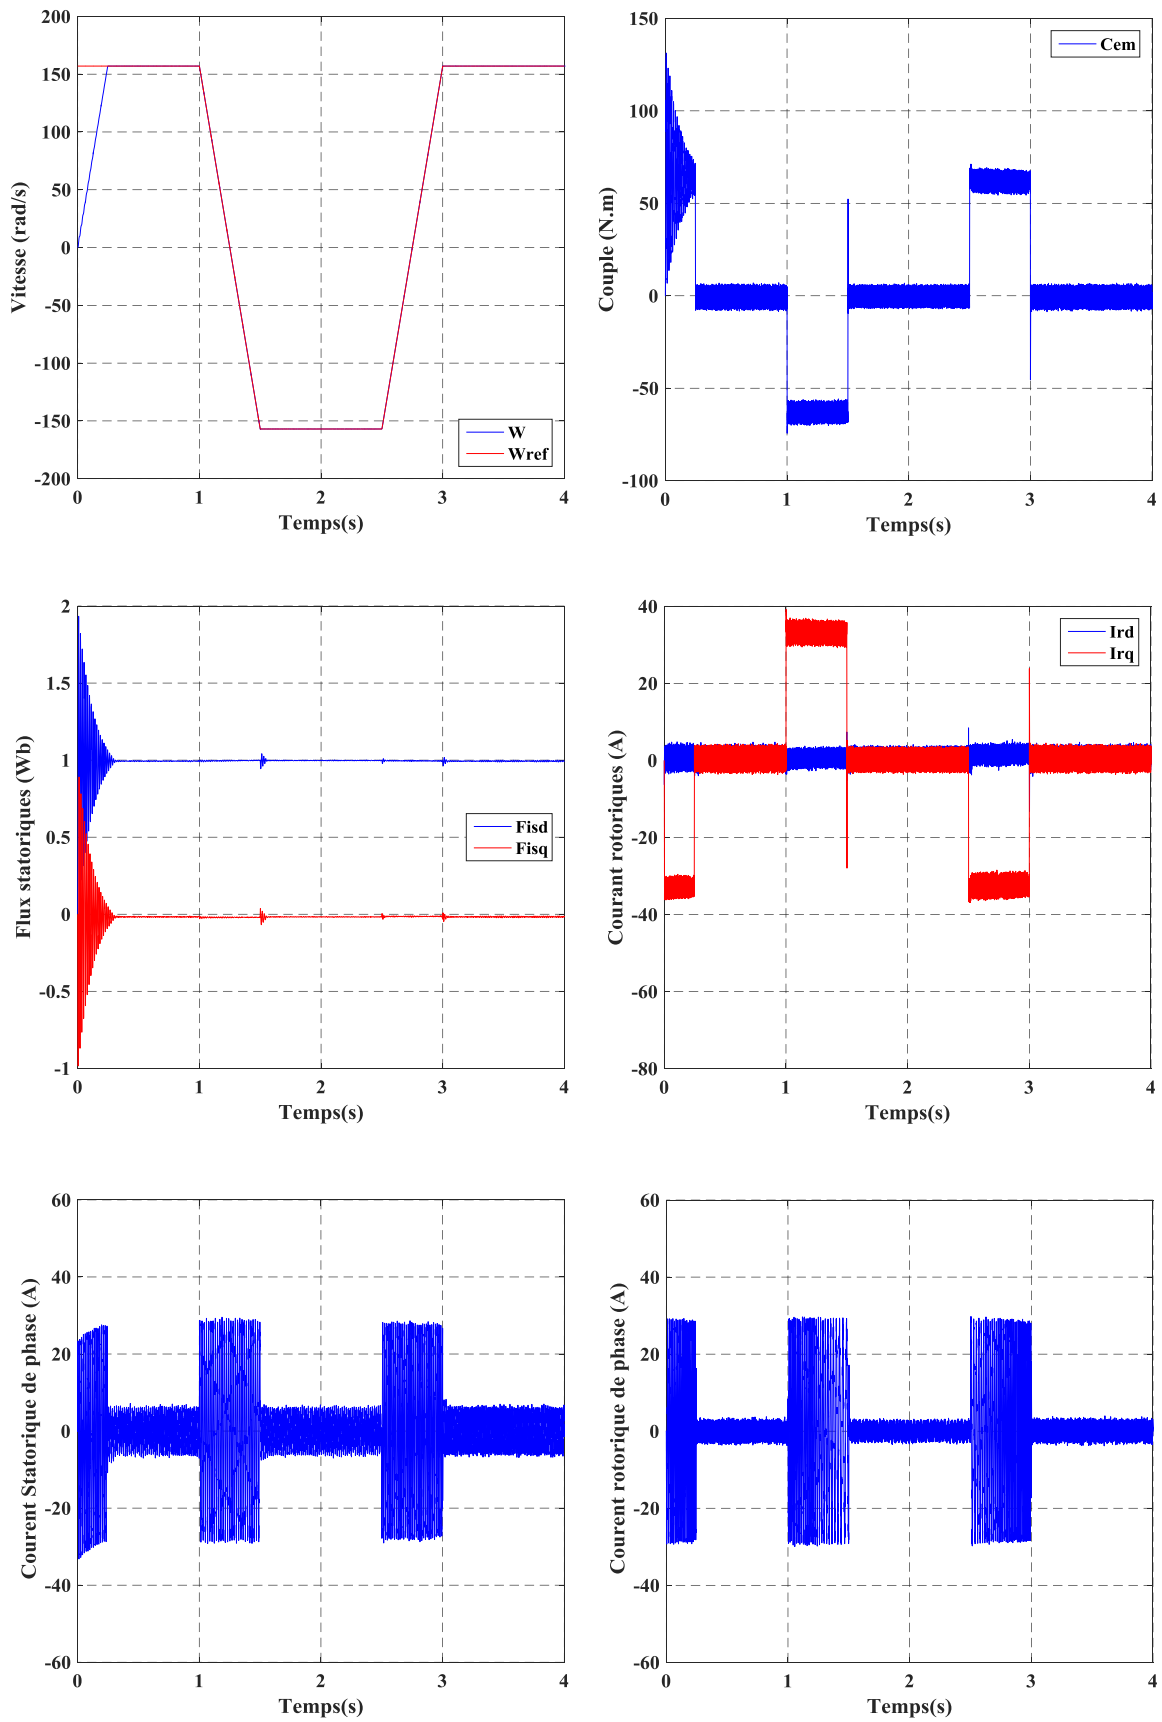 200
150
100
50
0
-50
-100
-150
-200
0 1 2 3 4
Vitesse (rad/s)
Temps(s)
W
Wref
150
100
50
0
-50
-100
0 1 2 3 4
Couple (N.m)
Temps(s)
Cem
2
1.5
1
0.5
0
-0.5
-1
0 1 2 3 4
Flux statoriques (Wb)
Temps(s)
Fisd
Fisq
40
20
0
-20
-40
-60
-80
0 1 2 3 4
Courant rotoriques (A)
Temps(s)
Ird
Irq
60
40
20
0
-20
-40
-60
0 1 2 3 4
Courent Statorique de phase (A)
Temps(s)
60
40
20
0
-20
-40
-60
0 1 2 3 4
Courent rotorique de phase (A)
Temps(s)